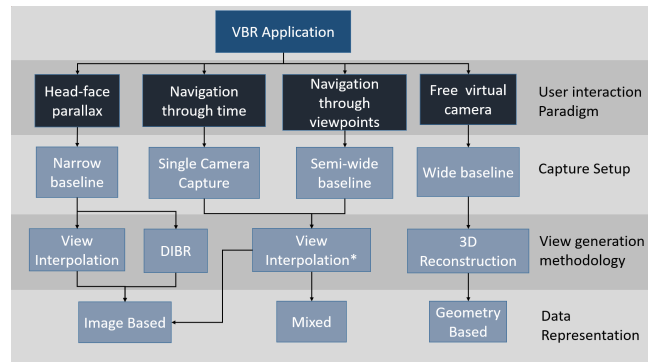 VBR Application
Head-face
parallax
Navigation
through time
Navigation
through
viewpoints
Free virtual
camera
User interaction
Paradigm
Narrow
baseline
Single Camera
Capture
Semi-wide
baseline
Wide baseline
Capture Setup
View
Interpolation
DIBR
View
Interpolation*
3D
Reconstruction
View generation
methodology
Image Based
Mixed
Geometry
Based
Data
Representation